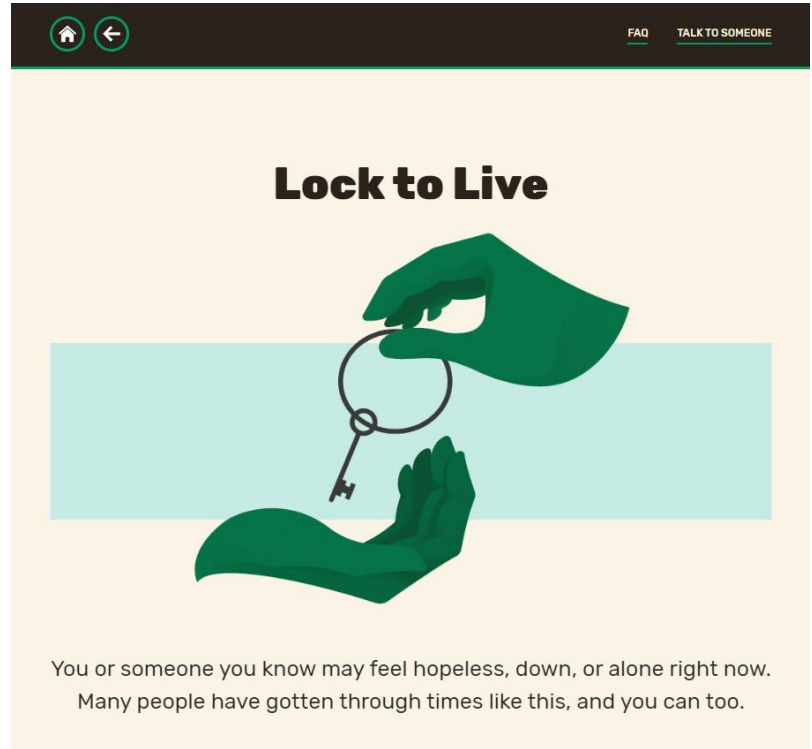 FAQ TALK TO SOMEONE
Lock to Live
You or someone you know may feel hopeless, down, or alone right now.
Many people have gotten through times like this, and you can too.